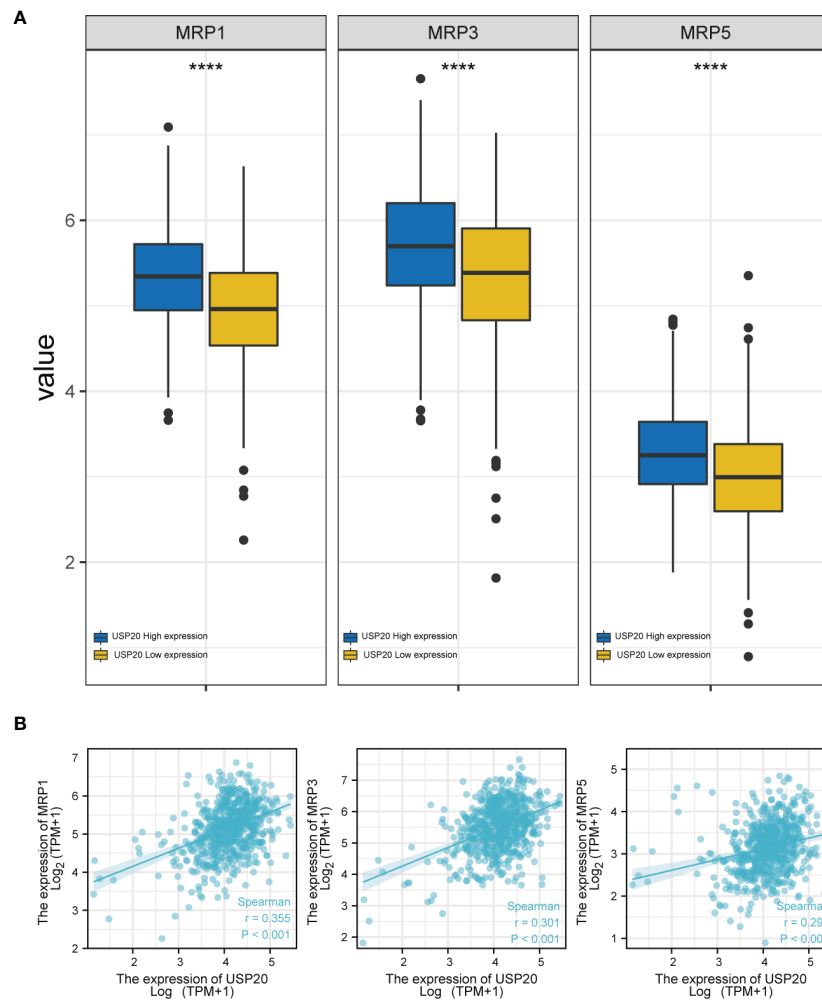 A
MRP1 MRP3 MRP5
**** **** ****
value
6
4
2
USP20 High expression
USP20 Low expression
USP20 High expression
USP20 Low expression
USP20 High expression
USP20 Low expression
B
The expression of MRP1
Log2 (TPM+1)
7
6
5
4
3
2
Spearman
r = 0.355
P < 0.001
2 3 4 5
The expression of USP20
Log (TPM+1)
The expression of MRP3
Log2 (TPM+1)
7
6
5
4
3
2
Spearman
r = 0.301
P < 0.001
2 3 4 5
The expression of USP20
Log (TPM+1)
The expression of MRP5
Log2 (TPM+1)
5
4
3
2
1
Spearma
r = 0.29
P < 0.00
2 3 4 5
The expression of USP20
Log (TPM+1)